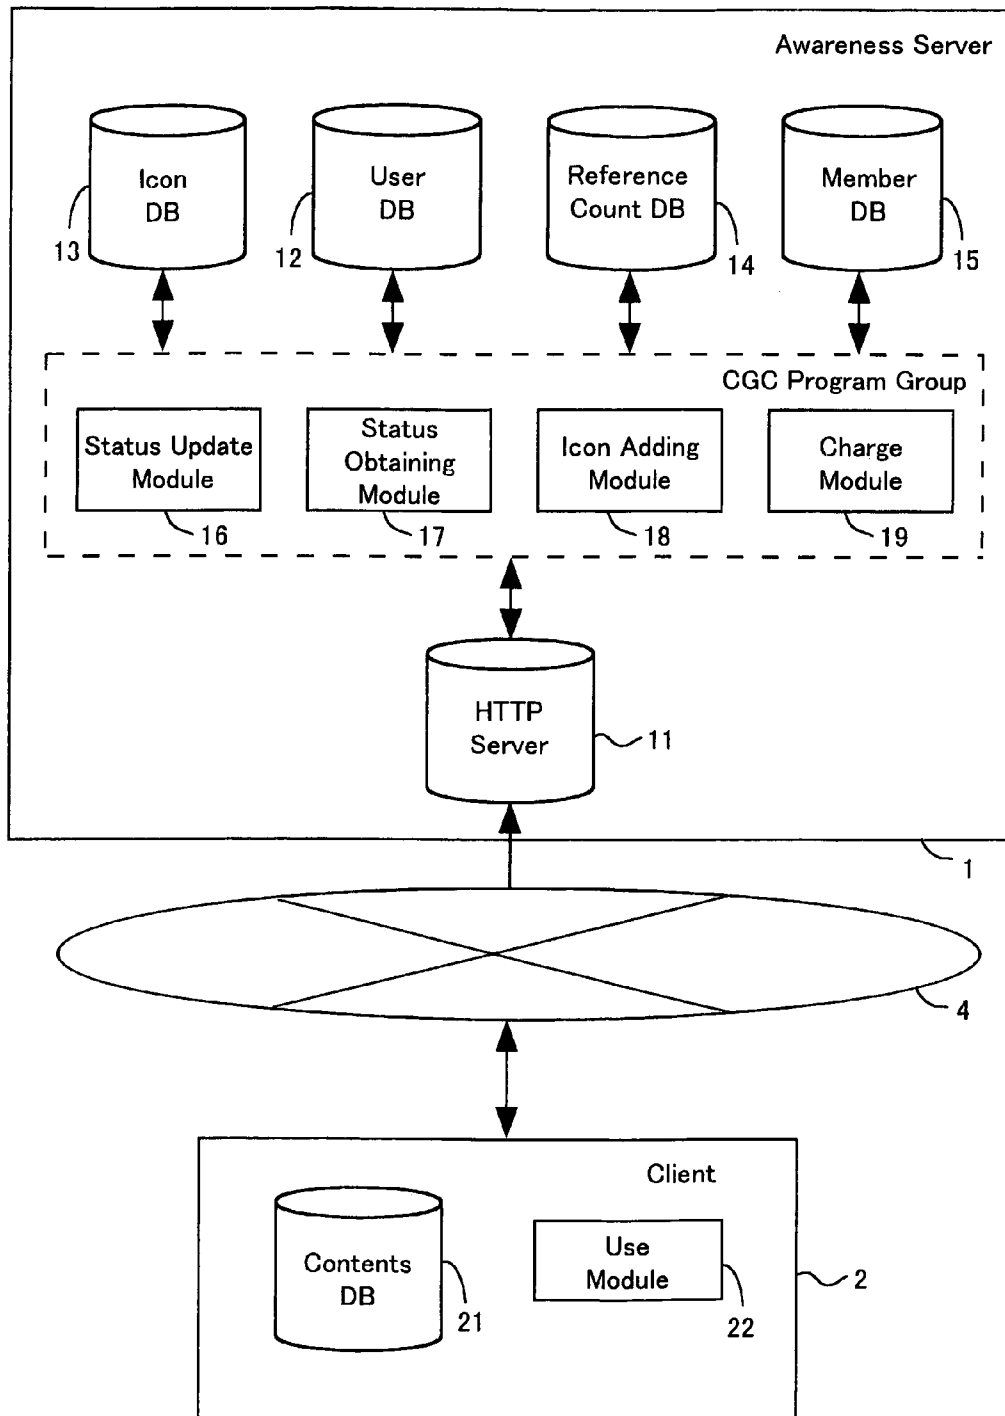 Awareness Server
Icon
DB
User
DB
Reference
Count DB
Member
DB
13
12
14
15
CGC Program Group
Status Update
Module
Status
Obtaining
Module
Icon Adding
Module
Charge
Module
16
17
18
19
HTTP
Server
11
1
4
Client
Contents
DB
Use
Module
2
21
22